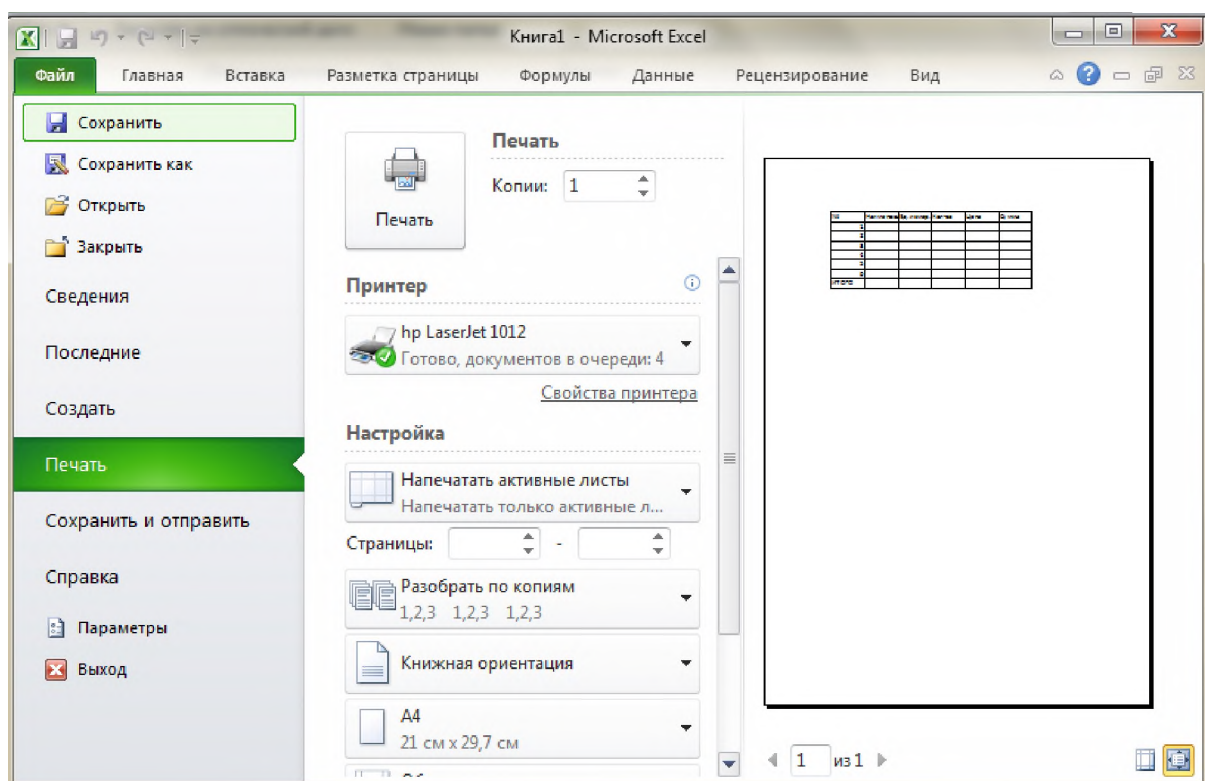 Книга1 - Microsoft Excel
Файл Главная Вставка Разметка страницы Формулы Данные Рецензирование Вид
Сохранить
Сохранить как
Открыть
Закрыть
Сведения
Последние
Создать
Печать
Сохранить и отправить
Справка
Параметры
Выход
Печать
Печать
Копии: 1
Принтер
hp LaserJet 1012
Готово, документов в очереди: 4
Свойства принтера
Настройка
Напечатать активные листы
Напечатать только активные л...
Страницы: -
Разобрать по копиям
1,2,3 1,2,3 1,2,3
Книжная ориентация
A4
21 см x 29,7 см
1 из 1